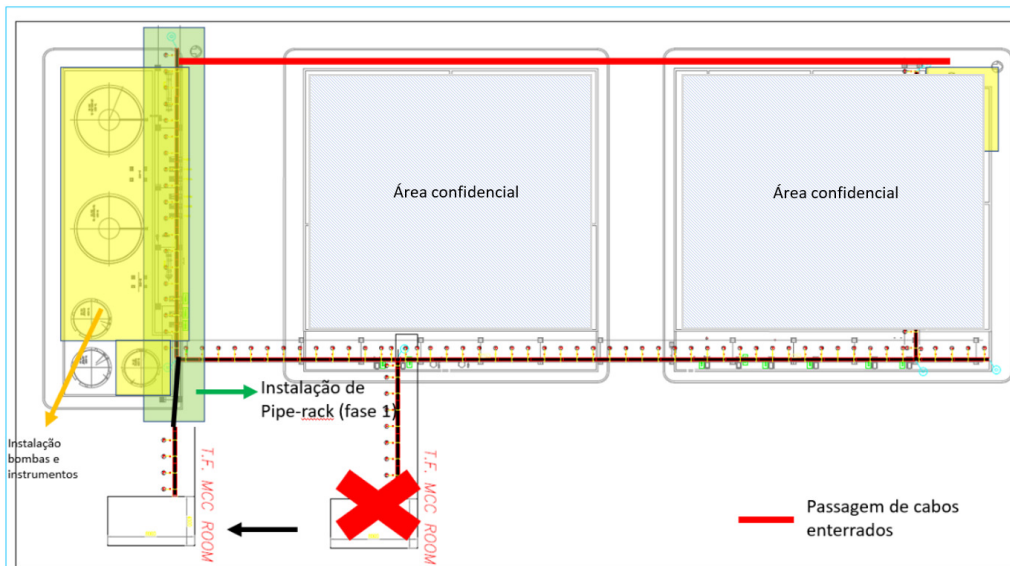 Área confidencial
Área confidencial
Instalação de
Pipe-rack (fase 1)
Instalação
bombas e
instrumentos
T.F. MCC ROOM
T.F. MCC ROOM
Passagem de cabos
enterrados